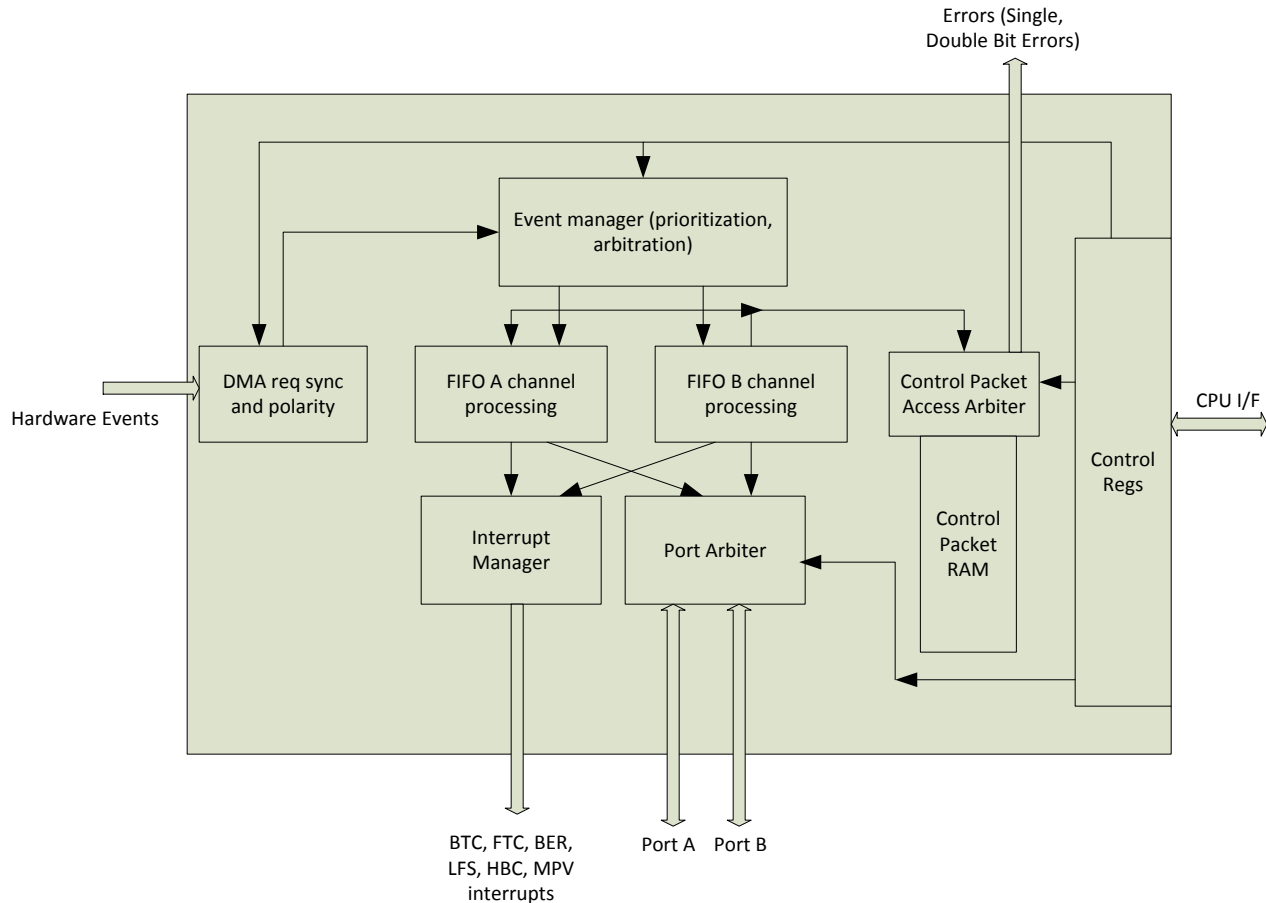 Errors (Single,
Double Bit Errors)
Event manager (prioritization,
arbitration)
DMA req sync
and polarity
FIFO A channel
processing
FIFO B channel
processing
Control Packet
Access Arbiter
Hardware Events
CPU I/F
Control
Regs
Interrupt
Manager
Port Arbiter
Control
Packet
RAM
BTC, FTC, BER,
LFS, HBC, MPV
interrupts
Port A
Port B